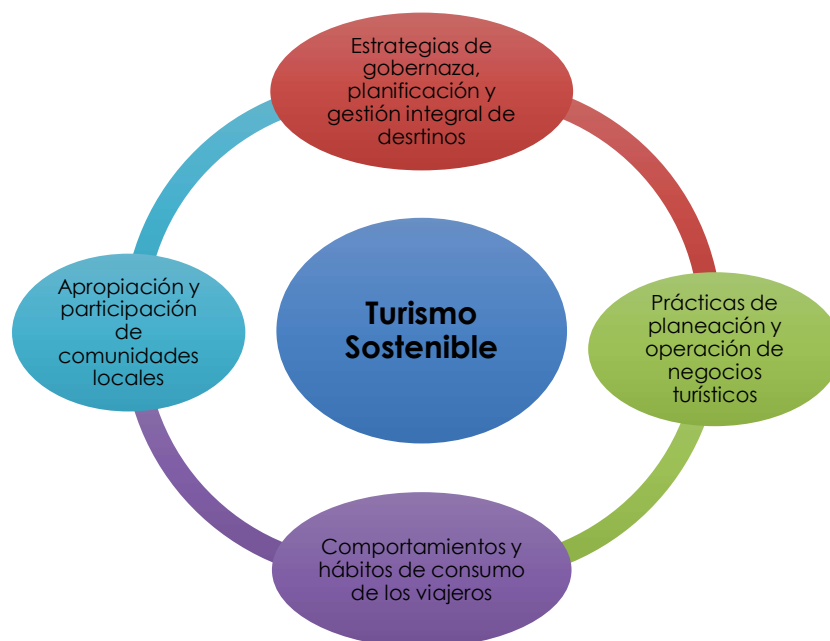 Estrategias de
gobernaza,
planificación y
gestión integral de
desrtinos
Apropiación y
participación
de
comunidades
locales
Turismo
Sostenible
Prácticas de
planeación y
operación de
negocios
turísticos
Comportamientos y
hábitos de consumo
de los viajeros